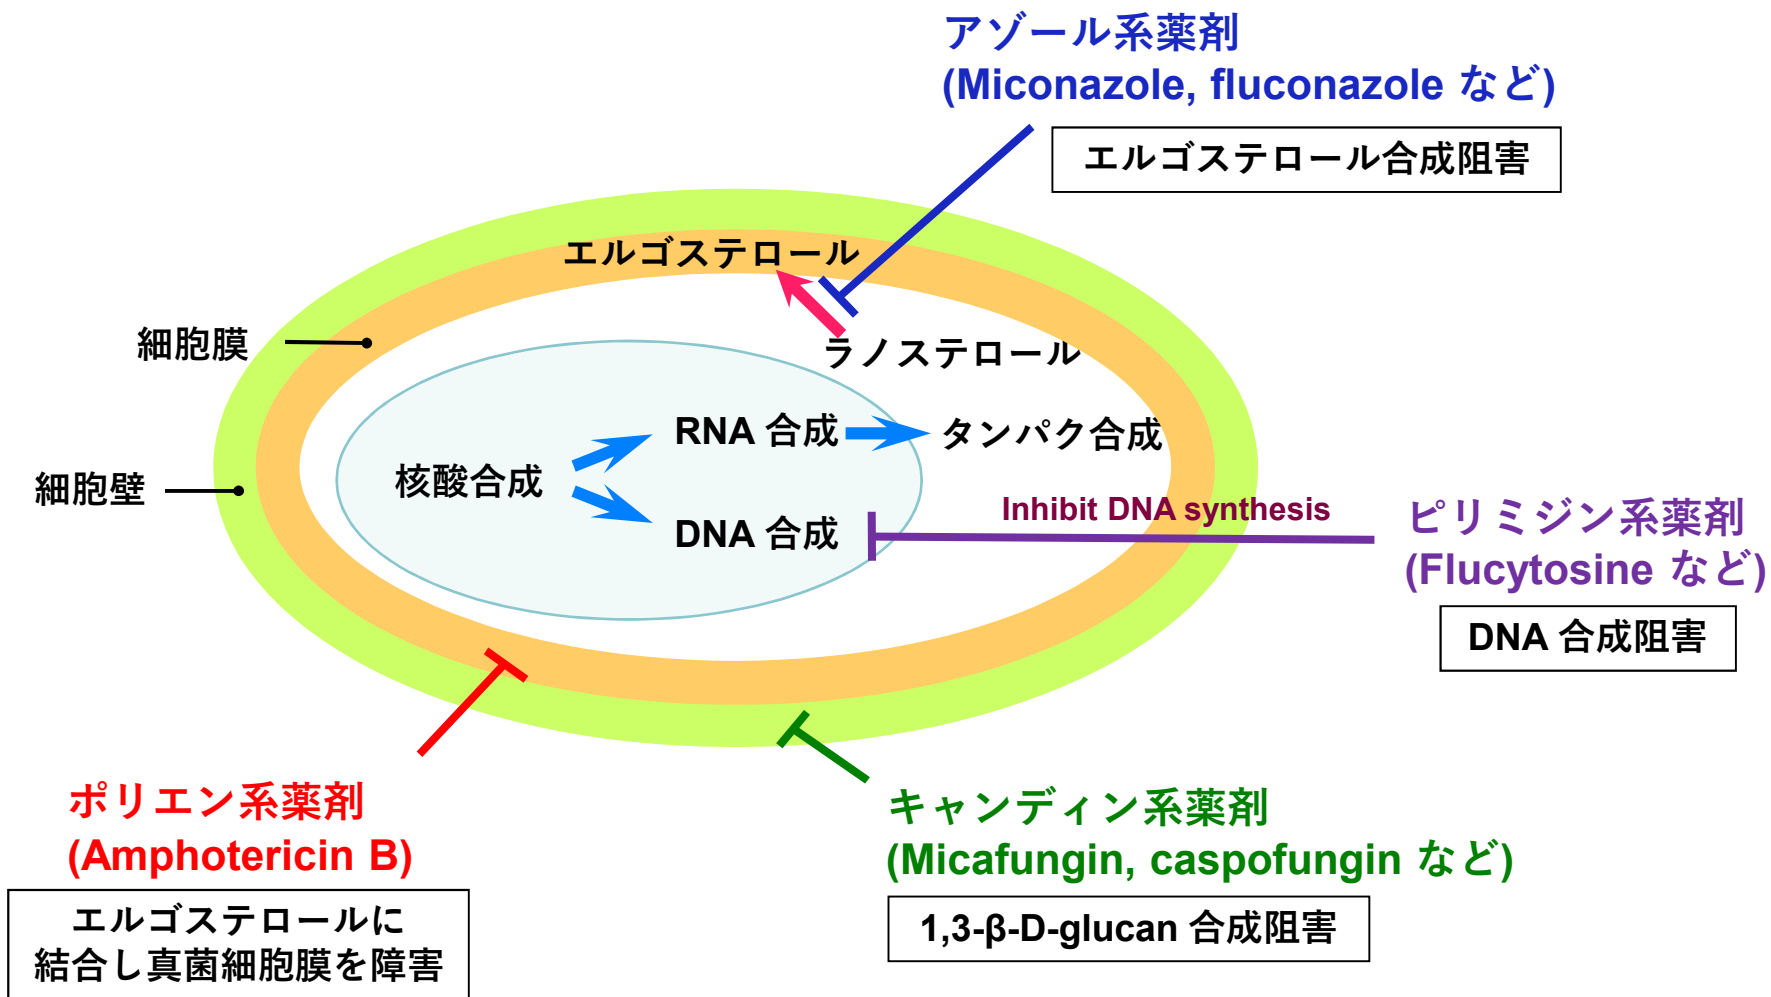 アゾール系薬剤
(Miconazole, fluconazole など)
エルゴステロール合成阻害
エルゴステロール
細胞膜
ラノステロール
RNA 合成
タンパク合成
核酸合成
細胞壁
DNA 合成
Inhibit DNA synthesis
ピリミジン系薬剤
(Flucytosine など)
DNA 合成阻害
ポリエン系薬剤
(Amphotericin B)
エルゴステロールに
結合し真菌細胞膜を障害
キャンディン系薬剤
(Micafungin, caspofungin など)
1,3-β-D-glucan 合成阻害